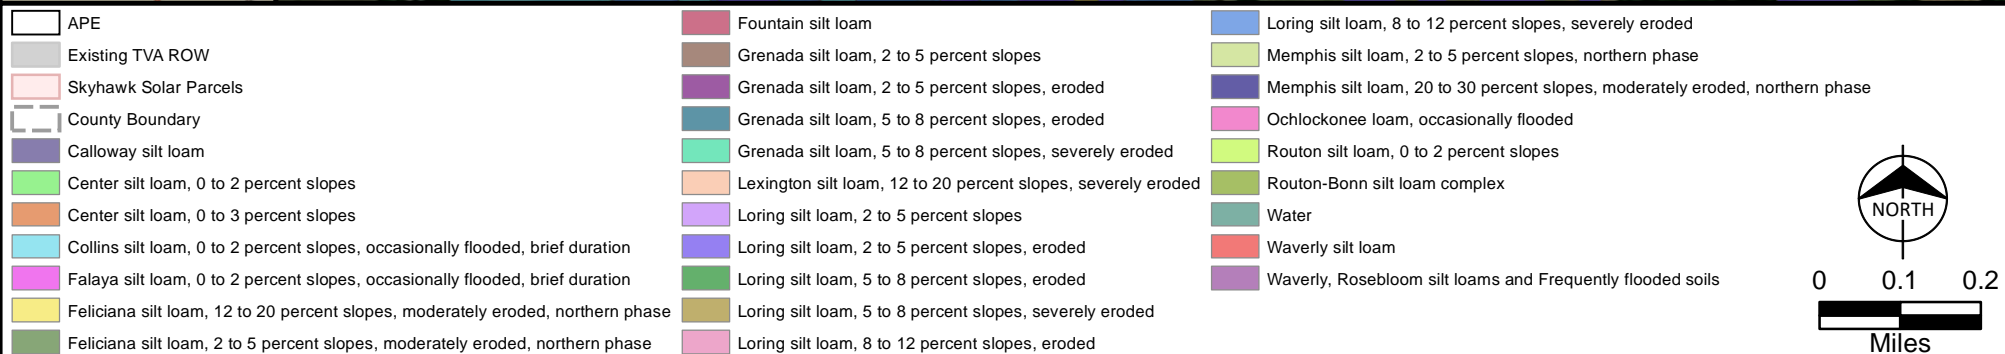 APE
Existing TVA ROW
Skyhawk Solar Parcels
County Boundary
Calloway silt loam
Center silt loam, 0 to 2 percent slopes
Center silt loam, 0 to 3 percent slopes
Collins silt loam, 0 to 2 percent slopes, occasionally flooded, brief duration
Falaya silt loam, 0 to 2 percent slopes, occasionally flooded, brief duration
Feliciana silt loam, 12 to 20 percent slopes, moderately eroded, northern phase
Feliciana silt loam, 2 to 5 percent slopes, moderately eroded, northern phase
Fountain silt loam
Grenada silt loam, 2 to 5 percent slopes
Grenada silt loam, 2 to 5 percent slopes, eroded
Grenada silt loam, 5 to 8 percent slopes, eroded
Grenada silt loam, 5 to 8 percent slopes, severely eroded
Lexington silt loam, 12 to 20 percent slopes, severely eroded
Loring silt loam, 2 to 5 percent slopes
Loring silt loam, 2 to 5 percent slopes, eroded
Loring silt loam, 5 to 8 percent slopes, eroded
Loring silt loam, 5 to 8 percent slopes, severely eroded
Loring silt loam, 8 to 12 percent slopes, eroded
Loring silt loam, 8 to 12 percent slopes, severely eroded
Memphis silt loam, 2 to 5 percent slopes, northern phase
Memphis silt loam, 20 to 30 percent slopes, moderately eroded, northern phase
Ochlockonee loam, occasionally flooded
Routon silt loam, 0 to 2 percent slopes
Routon-Bonn silt loam complex
Water
Waverly silt loam
Waverly, Rosebloom silt loams and Frequently flooded soils
NORTH
0 0.1 0.2
Miles